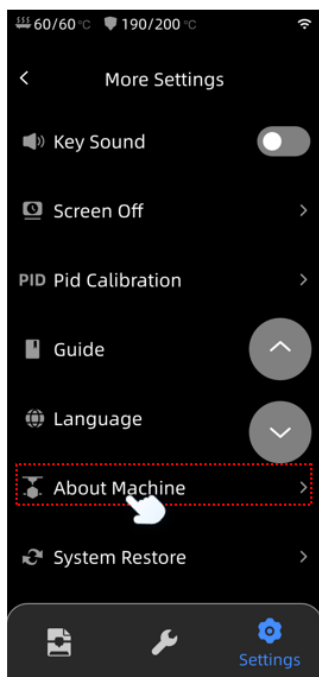 60/60 °C 190/200 °C
More Settings
Key Sound
Screen Off
PID Pid Calibration
Guide
Language
About Machine
System Restore
Settings